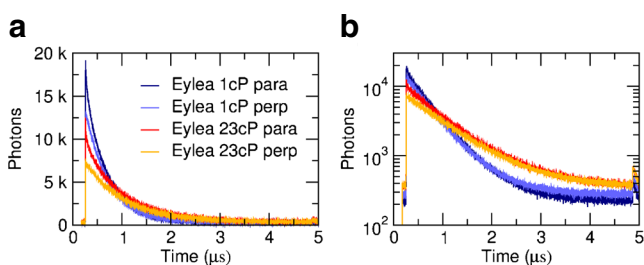 a
20 k
15 k
10 k
5 k
0
Photons
0 1 2 3 4 5
Time (μs)
Eylea 1cP para
Eylea 1cP perp
Eylea 23cP para
Eylea 23cP perp
b
10^4
10^3
10^2
Photons
0 1 2 3 4 5
Time (μs)